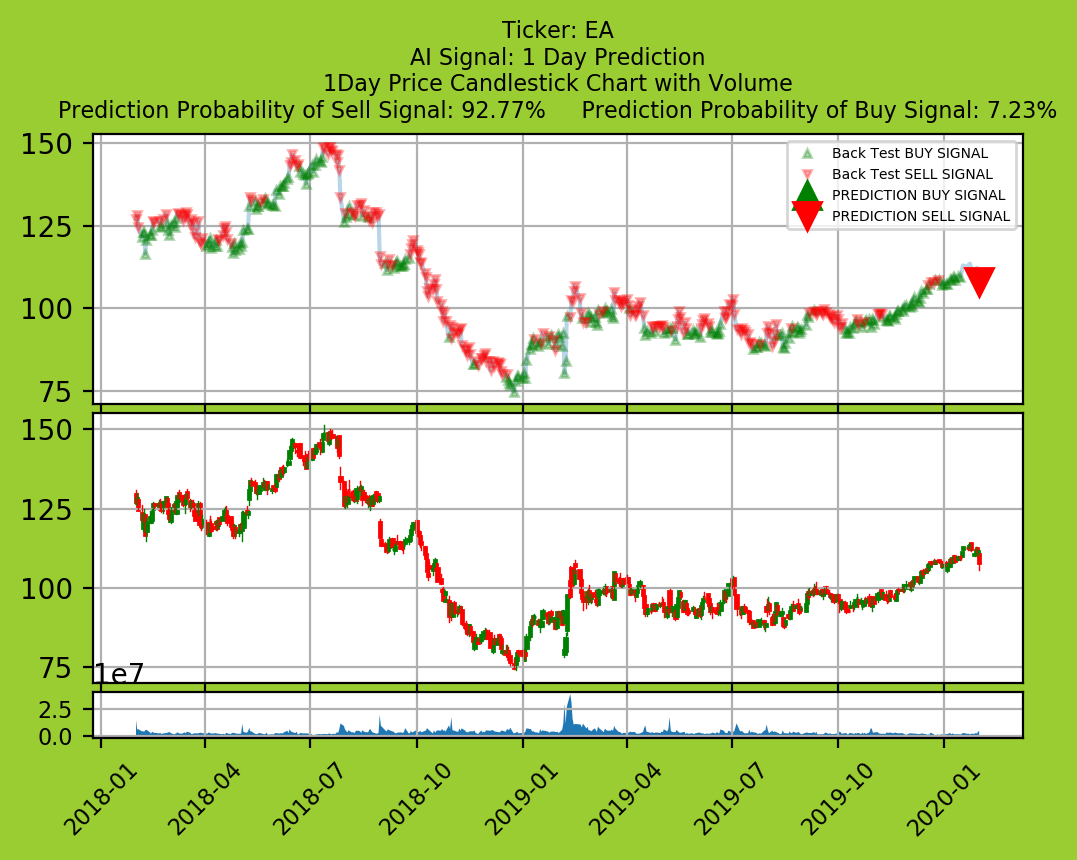 Ticker: EA
AI Signal: 1 Day Prediction
1Day Price Candlestick Chart with Volume
Prediction Probability of Sell Signal: 92.77% Prediction Probability of Buy Signal: 7.23%
150
125
100
75
Back Test BUY SIGNAL
Back Test SELL SIGNAL
PREDICTION BUY SIGNAL
PREDICTION SELL SIGNAL
150
125
100
75
1e7
2.5
0.0
2018-01
2018-04
2018-07
2018-10
2019-01
2019-04
2019-07
2019-10
2020-01